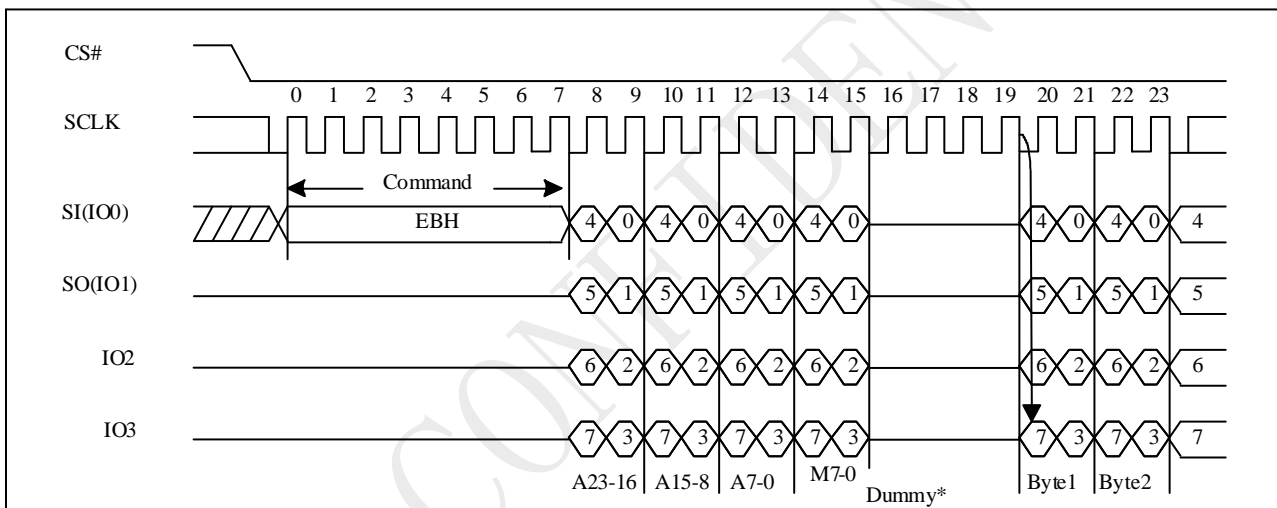 CS#
0 1 2 3 4 5 6 7 8 9 10 11 12 13 14 15 16 17 18 19 20 21 22 23
SCLK
Command
SI(IO0) EBH 4 0 4 0 4 0 4 0 4 0 4 0 4
SO(IO1) 5 1 5 1 5 1 5 1 5 1 5 1 5
IO2 6 2 6 2 6 2 6 2 6 2 6 2 6
IO3 7 3 7 3 7 3 7 3 7 3 7 3 7
A23-16 A15-8 A7-0 M7-0 Dummy* Byte1 Byte2
CONFIDEN